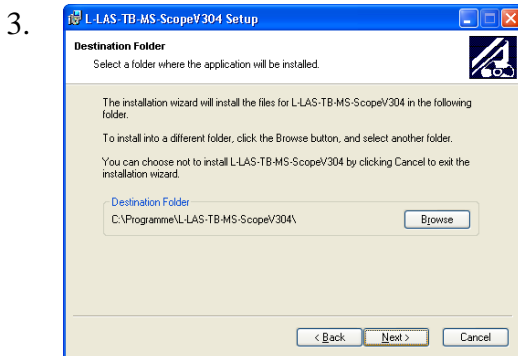 3.
L-LAS-TB-MS-ScopeV304 Setup
Destination Folder
Select a folder where the application will be installed.
The installation wizard will install the files for L-LAS-TB-MS-ScopeV304 in the following
folder.
To install into a different folder, click the Browse button, and select another folder.
You can choose not to install L-LAS-TB-MS-ScopeV304 by clicking Cancel to exit the
installation wizard.
Destination Folder
C:\Programme\L-LAS-TB-MS-ScopeV304\
Browse
< Back
Next >
Cancel